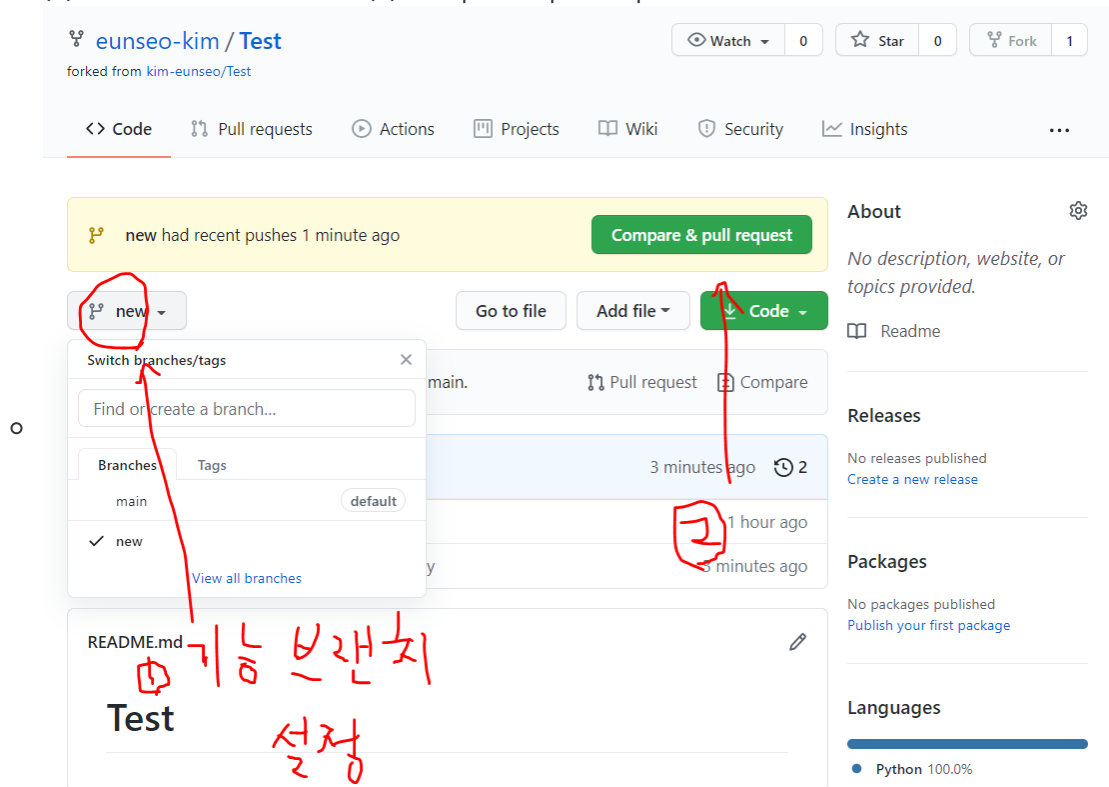 eunseo-kim / Test
Watch 0
Star 0
Fork 1
forked from kim-eunseo/Test
Code
Pull requests
Actions
Projects
Wiki
Security
Insights
new had recent pushes 1 minute ago
Compare & pull request
new
Go to file
Add file
Code
Switch branches/tags
Find or create a branch...
Branches
Tags
main default
new
View all branches
main.
Pull request
Compare
3 minutes ago 2
1 hour ago
y
3 minutes ago
2
README.md
1 기능 브랜치
설정
Test
About
No description, website, or
topics provided.
Readme
Releases
No releases published
Create a new release
Packages
No packages published
Publish your first package
Languages
Python 100.0%